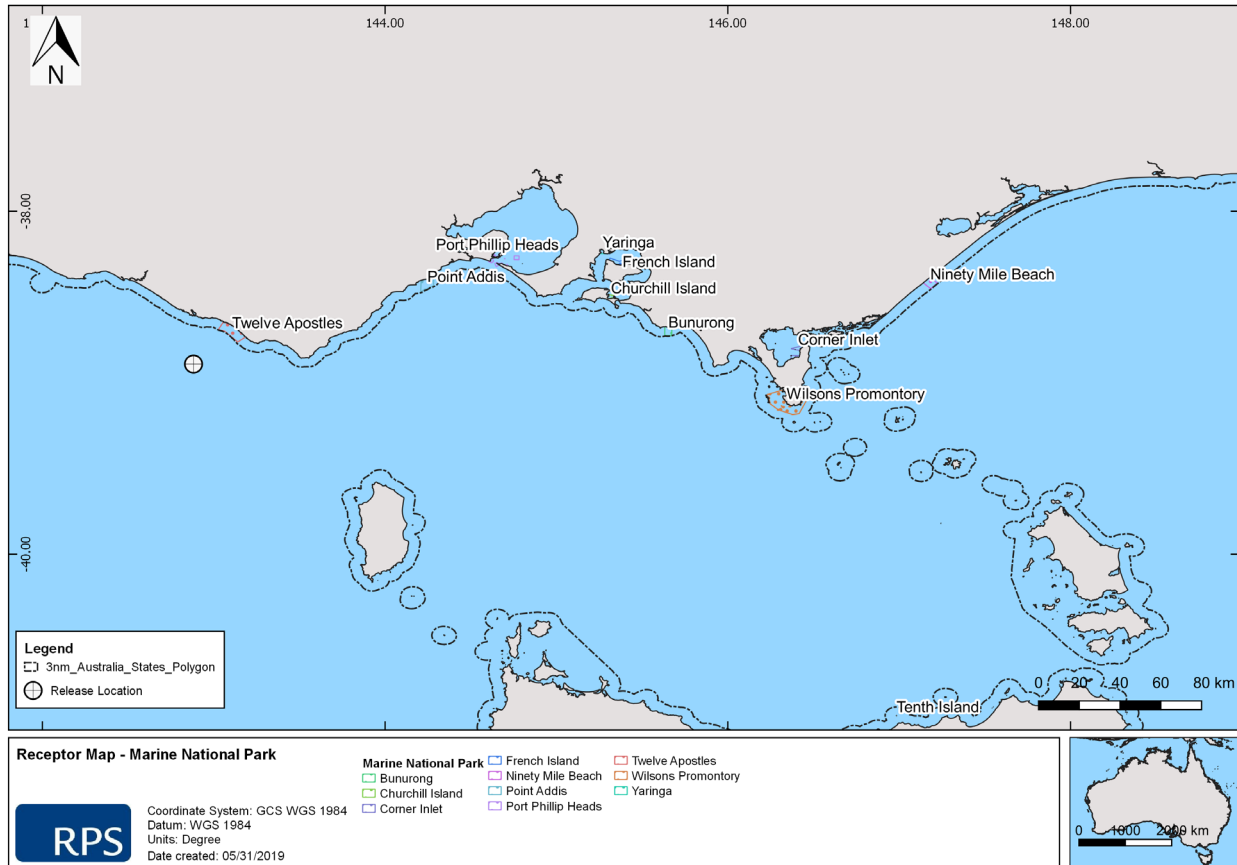 1
144.00
146.00
148.00
N
-38.00
-40.00
Port Phillip Heads
Yaringa
French Island
Point Addis
Churchill Island
Ninety Mile Beach
Twelve Apostles
Bunurong
Corner Inlet
Wilsons Promontory
Tenth Island
Legend
3nm_Australia_States_Polygon
Release Location
0 20 40 60 80 km
Receptor Map - Marine National Park
RPS
Coordinate System: GCS WGS 1984
Datum: WGS 1984
Units: Degree
Date created: 05/31/2019
Marine National Park
Bunurong
Churchill Island
Corner Inlet
French Island
Ninety Mile Beach
Point Addis
Port Phillip Heads
Twelve Apostles
Wilsons Promontory
Yaringa
0 1000 2000 km